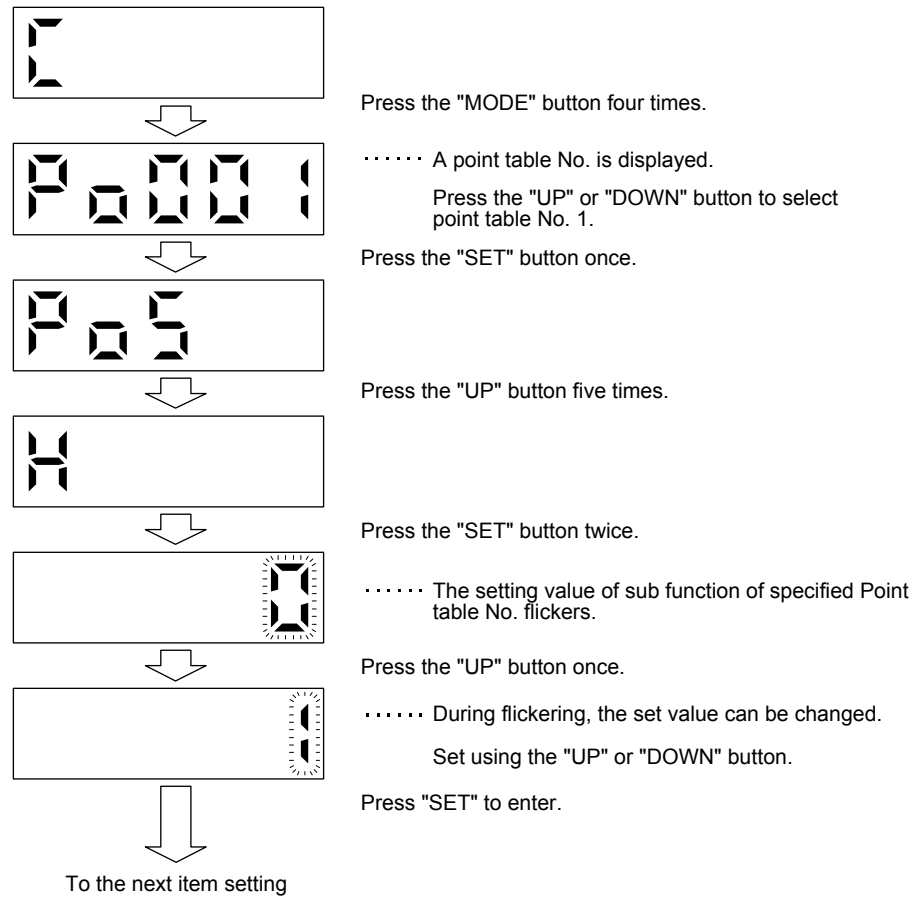 C
Press the "MODE" button four times.
Po001
...... A point table No. is displayed.
Press the "UP" or "DOWN" button to select
point table No. 1.
Press the "SET" button once.
PoS
Press the "UP" button five times.
H
Press the "SET" button twice.
0
...... The setting value of sub function of specified Point
table No. flickers.
Press the "UP" button once.
1
...... During flickering, the set value can be changed.
Set using the "UP" or "DOWN" button.
Press "SET" to enter.
To the next item setting